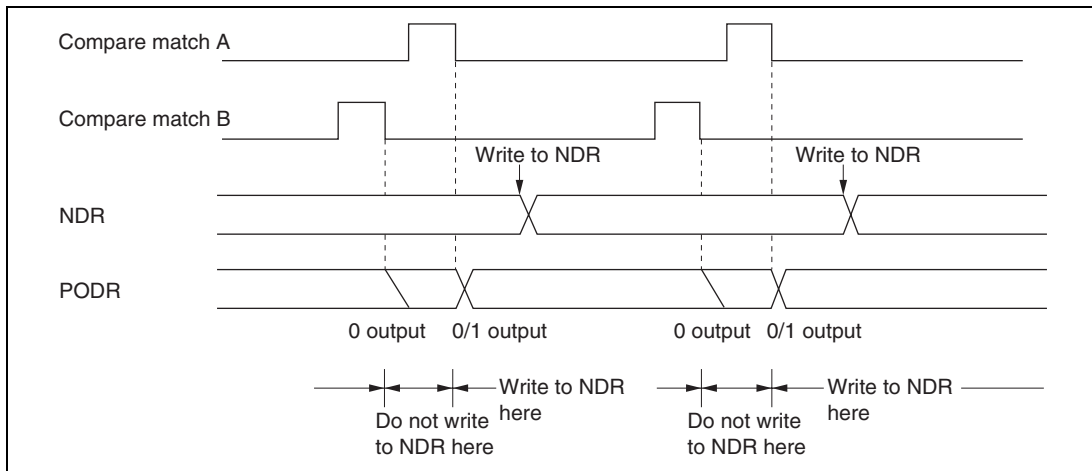 Compare match A
Compare match B
Write to NDR Write to NDR
NDR
PODR
0 output 0/1 output 0 output 0/1 output
Write to NDR
here
Write to NDR
here
Do not write
to NDR here
Do not write
to NDR here